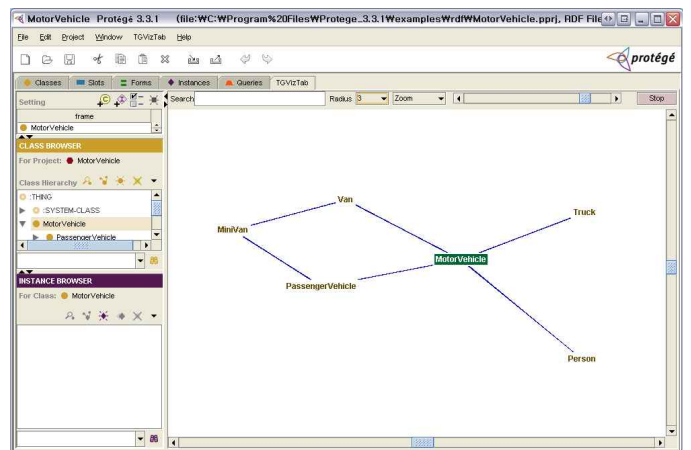 MotorVehicle Protégé 3.3.1 (file:₩C:₩Program%20Files₩Protege_3.3.1₩examples₩rdf₩MotorVehicle.pprj, RDF File
File Edit Project Window TGVizTab Help
protégé
Classes Slots Forms Instances Queries TGVizTab
Setting
Search Radius 3 Zoom Stop
frame
MotorVehicle
CLASS BROWSER
For Project: MotorVehicle
Class Hierarchy
:THING
:SYSTEM-CLASS
MotorVehicle
PassengerVehicle
INSTANCE BROWSER
For Class: MotorVehicle
Van
Truck
MiniVan
MotorVehicle
PassengerVehicle
Person